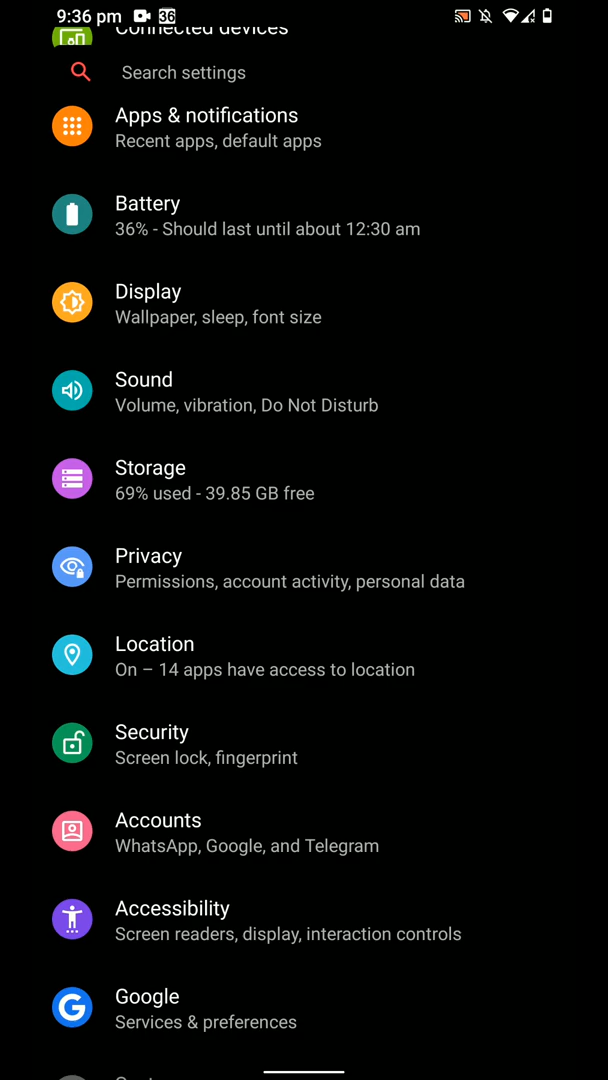 9:36 pm 36
Connected devices
Search settings
Apps & notifications
Recent apps, default apps
Battery
36% - Should last until about 12:30 am
Display
Wallpaper, sleep, font size
Sound
Volume, vibration, Do Not Disturb
Storage
69% used - 39.85 GB free
Privacy
Permissions, account activity, personal data
Location
On – 14 apps have access to location
Security
Screen lock, fingerprint
Accounts
WhatsApp, Google, and Telegram
Accessibility
Screen readers, display, interaction controls
G
Google
Services & preferences